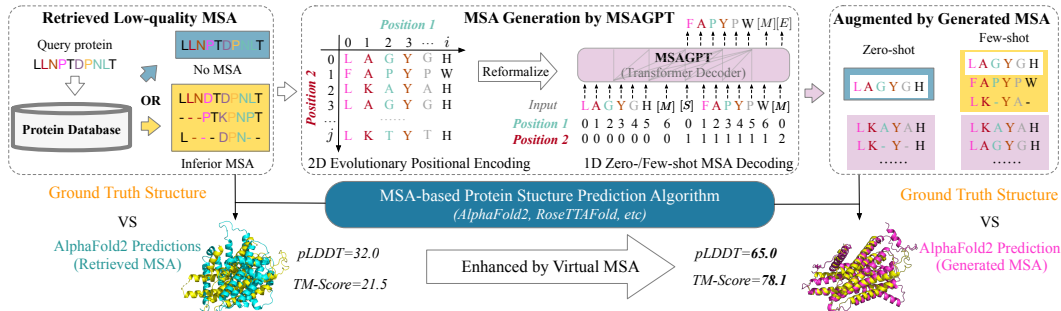 Retrieved Low-quality MSA
Query protein
LLNPTDPNLT
Protein Database
OR
LLNPTDPNLT
No MSA
LLNDTDPNLT
---PTKPNPT
L----DPN--
Inferior MSA
MSA Generation by MSAGPT
Position 1
0 1 2 3 ... i
Position 2
0 L A G Y G H
1 F A P Y P W
2 L K A Y A H
3 L A G Y G H
......
j L K T Y T H
2D Evolutionary Positional Encoding
Reformalize
F A P Y P W [M] [E]
MSAGPT
(Transformer Decoder)
Input L A G Y G H [M] [S] F A P Y P W [M]
Position 1 0 1 2 3 4 5 6 0 0 1 2 3 4 5 6 0
Position 2 0 0 0 0 0 0 0 0 1 1 1 1 1 1 1 2
1D Zero-/Few-shot MSA Decoding
Augmented by Generated MSA
Zero-shot
Few-shot
L A G Y G H
L A G Y G H
F A P Y P W
L K - Y A -
L K A Y A H
L K - Y - H
......
L K A Y A H
L A G Y G H
......
Ground Truth Structure
VS
AlphaFold2 Predictions
(Retrieved MSA)
MSA-based Protein Stucture Prediction Algorithm
(AlphaFold2, RoseTTAFold, etc)
pLDDT=32.0
TM-Score=21.5
Enhanced by Virtual MSA
pLDDT=65.0
TM-Score=78.1
Ground Truth Structure
VS
AlphaFold2 Prediction
(Generated MSA)